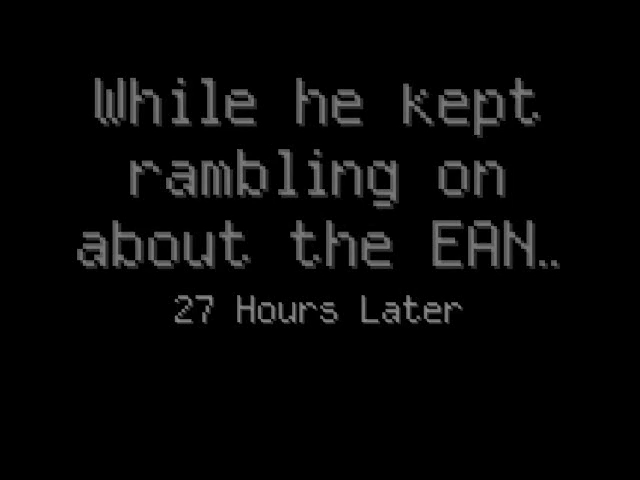 While he kept
rambling on
about the EAN..
27 Hours Later